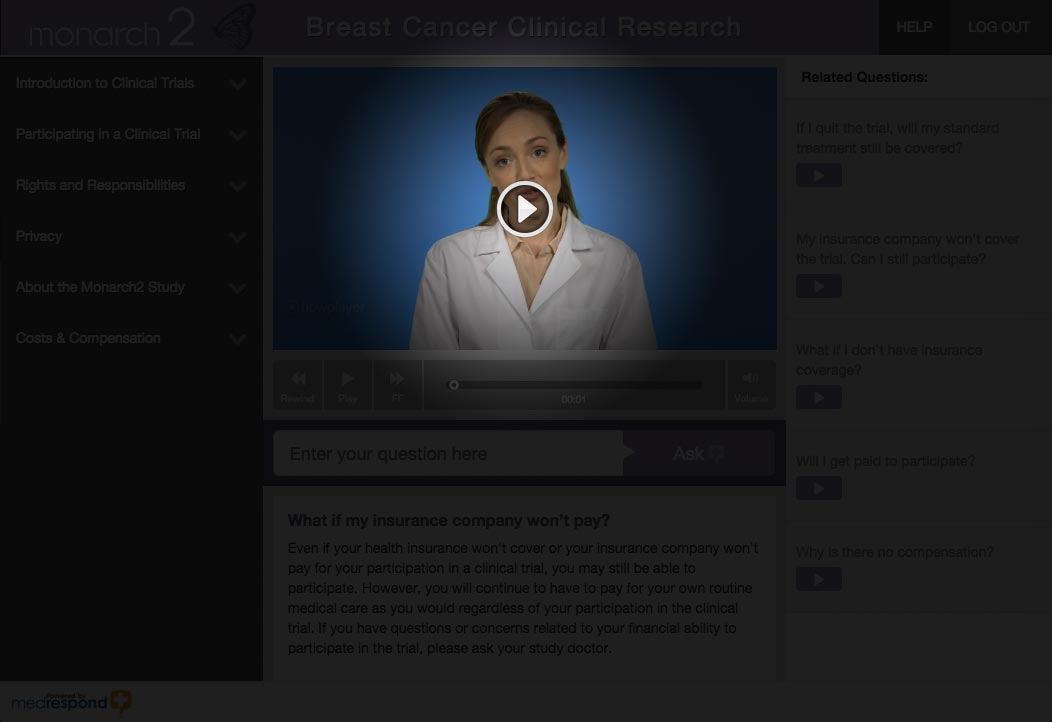 monarch 2
Breast Cancer Clinical Research
HELP
LOG OUT
Introduction to Clinical Trials
Participating in a Clinical Trial
Rights and Responsibilities
Privacy
About the Monarch2 Study
Costs & Compensation
flowplayer
Rewind
Play
FF
00:01
Volume
Enter your question here
Ask
What if my insurance company won't pay?
Even if your health insurance won't cover or your insurance company won't
pay for your participation in a clinical trial, you may still be able to
participate. However, you will continue to have to pay for your own routine
medical care as you would regardless of your participation in the clinical
trial. If you have questions or concerns related to your financial ability to
participate in the trial, please ask your study doctor.
Related Questions:
If I quit the trial, will my standard
treatment still be covered?
My insurance company won't cover
the trial. Can I still participate?
What if I don't have insurance
coverage?
Will I get paid to participate?
Why is there no compensation?
Powered by
medrespond